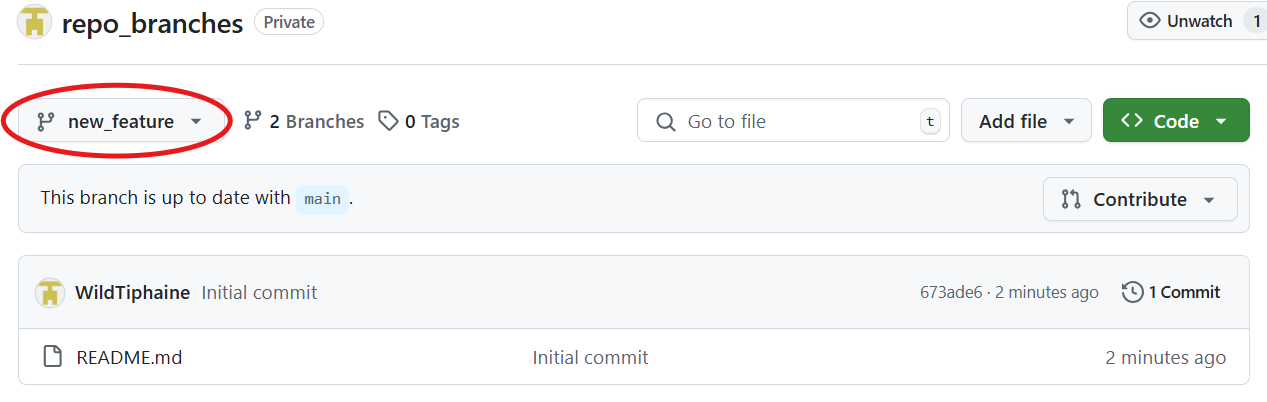 repo_branches Private Unwatch 1
new_feature 2 Branches 0 Tags Go to file t Add file Code
This branch is up to date with main.
Contribute
WildTiphaine Initial commit 673ade6 · 2 minutes ago 1 Commit
README.md Initial commit 2 minutes ago